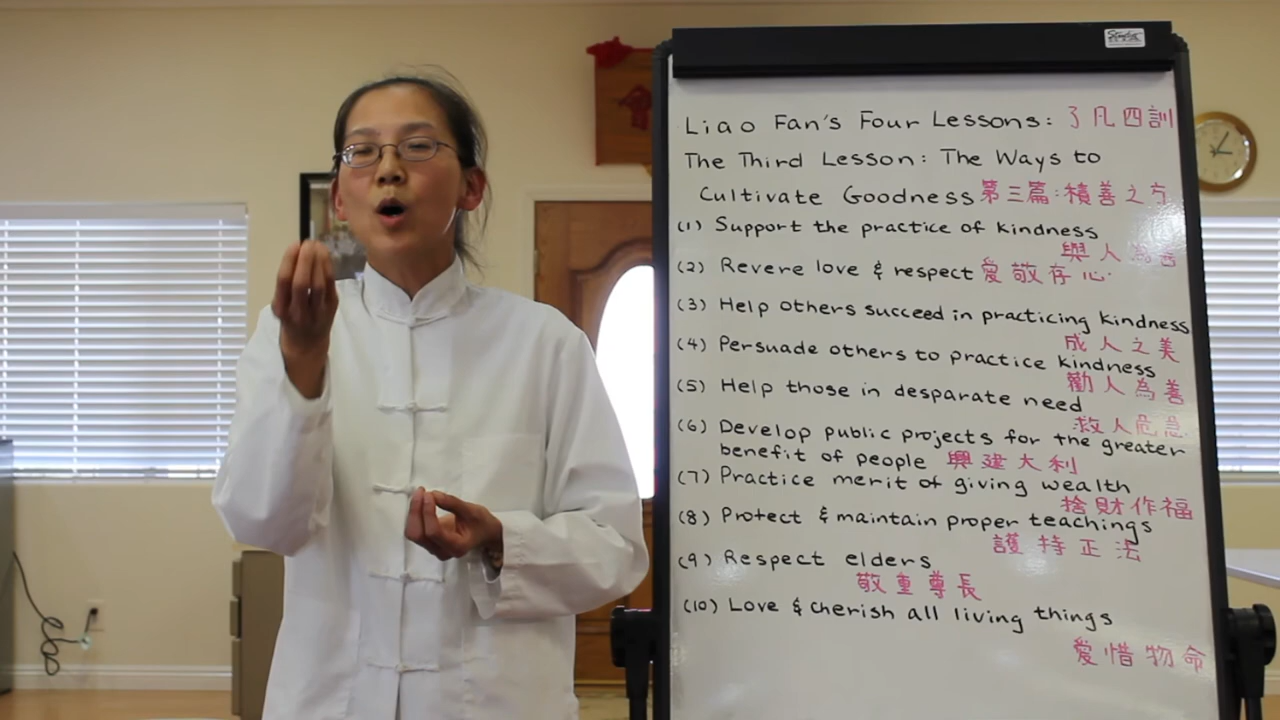 Liao Fan's Four Lessons: 了凡四訓
The Third Lesson: The Ways to
Cultivate Goodness 第三篇:積善之方
(1) Support the practice of kindness
與人為善
(2) Revere love & respect 愛敬存心
(3) Help others succeed in practicing kindness
成人之美
(4) Persuade others to practice kindness
勸人為善
(5) Help those in desparate need
救人危急
(6) Develop public projects for the greater
benefit of people 興建大利
(7) Practice merit of giving wealth
捨財作福
(8) Protect & maintain proper teachings
護持正法
(9) Respect elders
敬重尊長
(10) Love & cherish all living things
愛惜物命